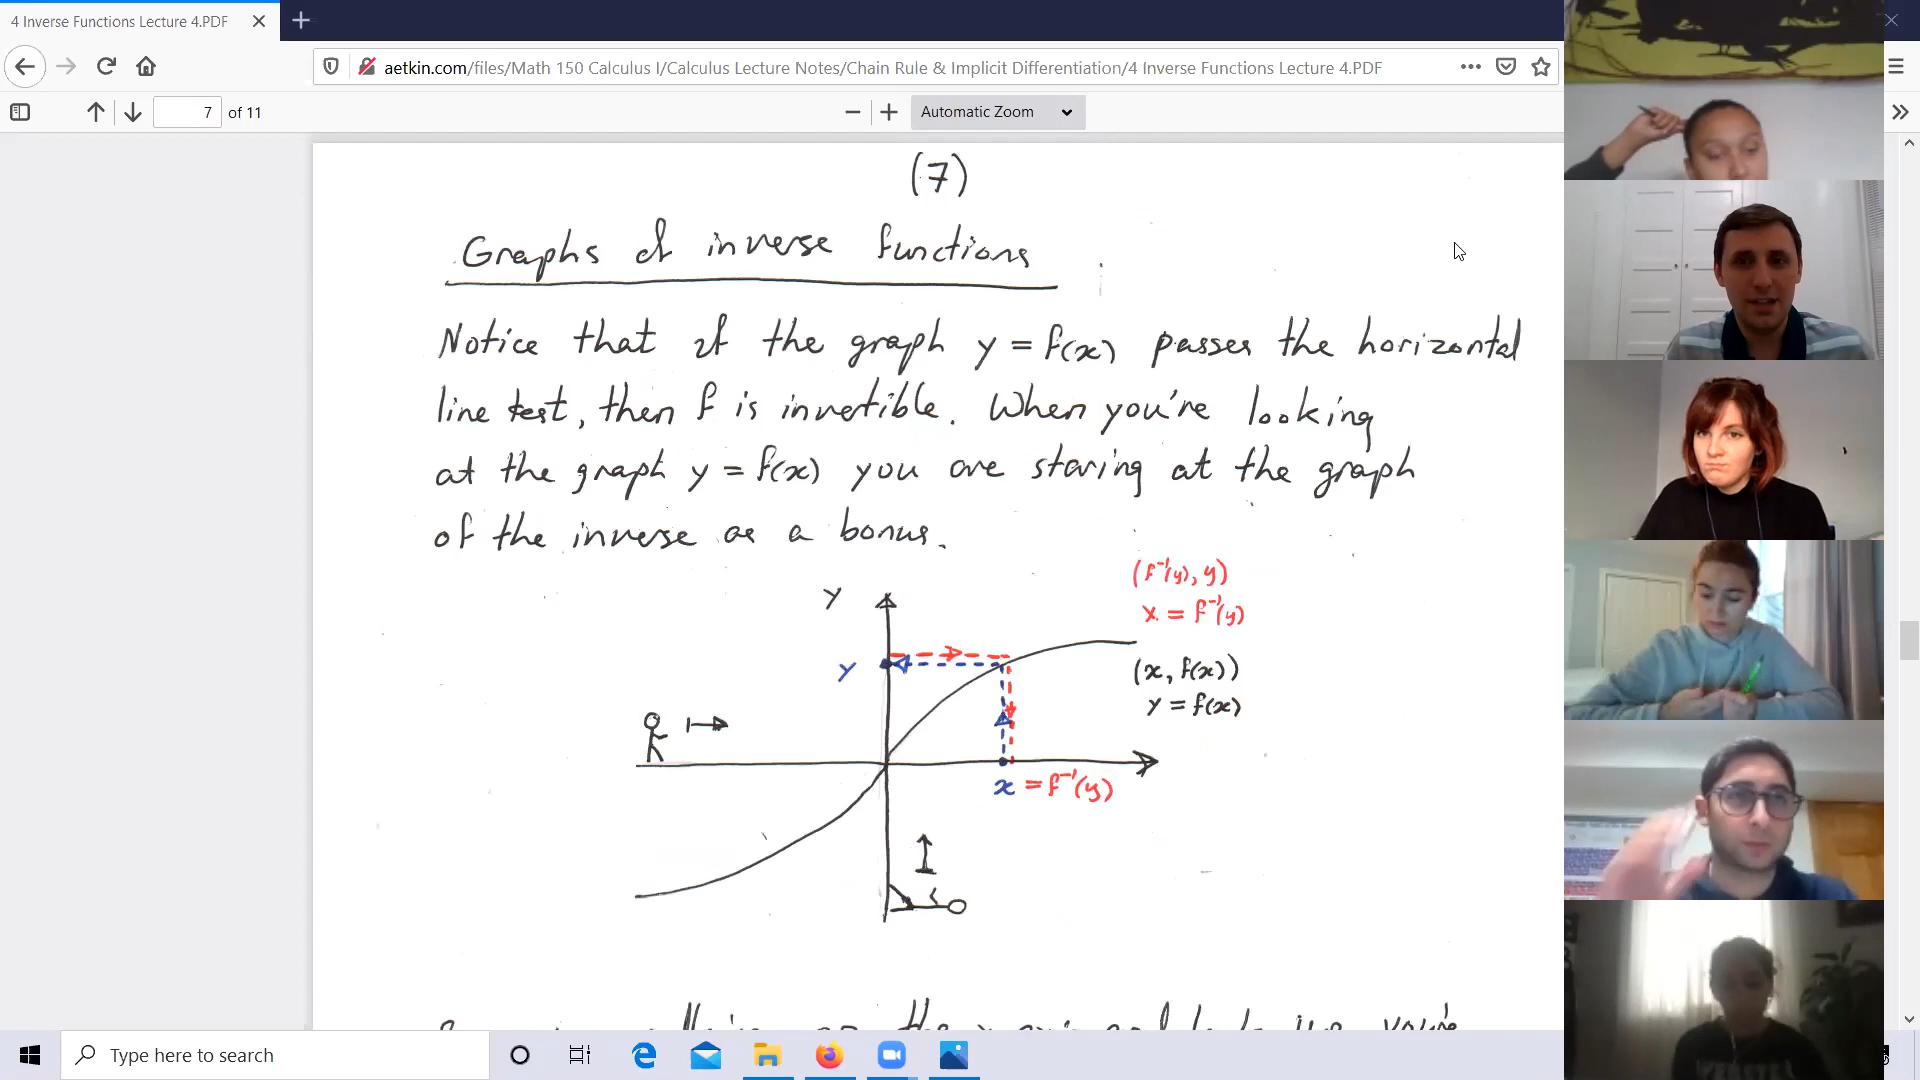 4 Inverse Functions Lecture 4.PDF
aetkin.com/files/Math 150 Calculus I/Calculus Lecture Notes/Chain Rule & Implicit Differentiation/4 Inverse Functions Lecture 4.PDF
7 of 11
Automatic Zoom
(7)
Graphs of inverse functions
Notice that if the graph y = f(x) passes the horizontal
line test, then f is invertible. When you're looking
at the graph y = f(x) you are staring at the graph
of the inverse as a bonus.
(f⁻¹(y), y)
x = f⁻¹(y)
Y
y
(x, f(x))
y = f(x)
x = f⁻¹(y)
the
you're
Type here to search